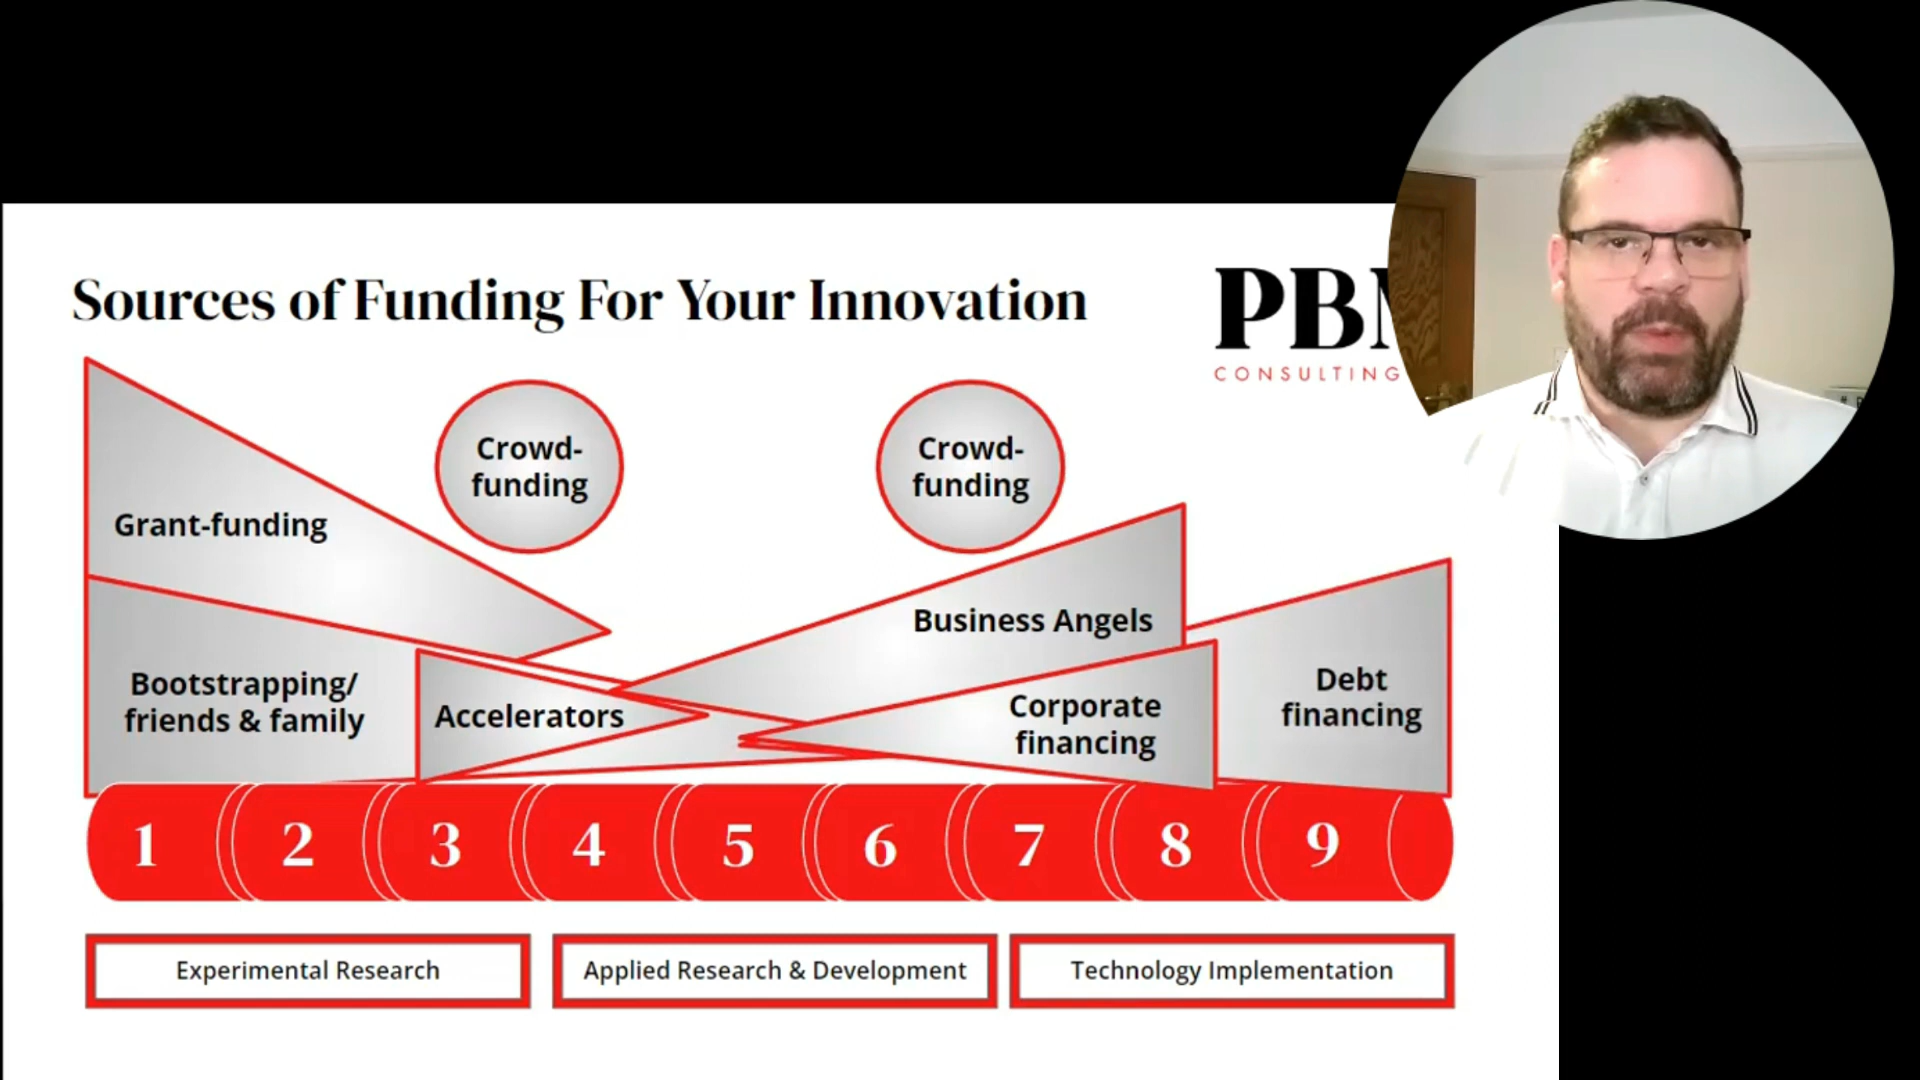 Sources of Funding For Your Innovation
CONSULTING
Crowd-
funding
Crowd-
funding
Grant-funding
Business Angels
Bootstrapping/
friends & family
Accelerators
Corporate
financing
Debt
financing
1 2 3 4 5 6 7 8 9
Experimental Research
Applied Research & Development
Technology Implementation